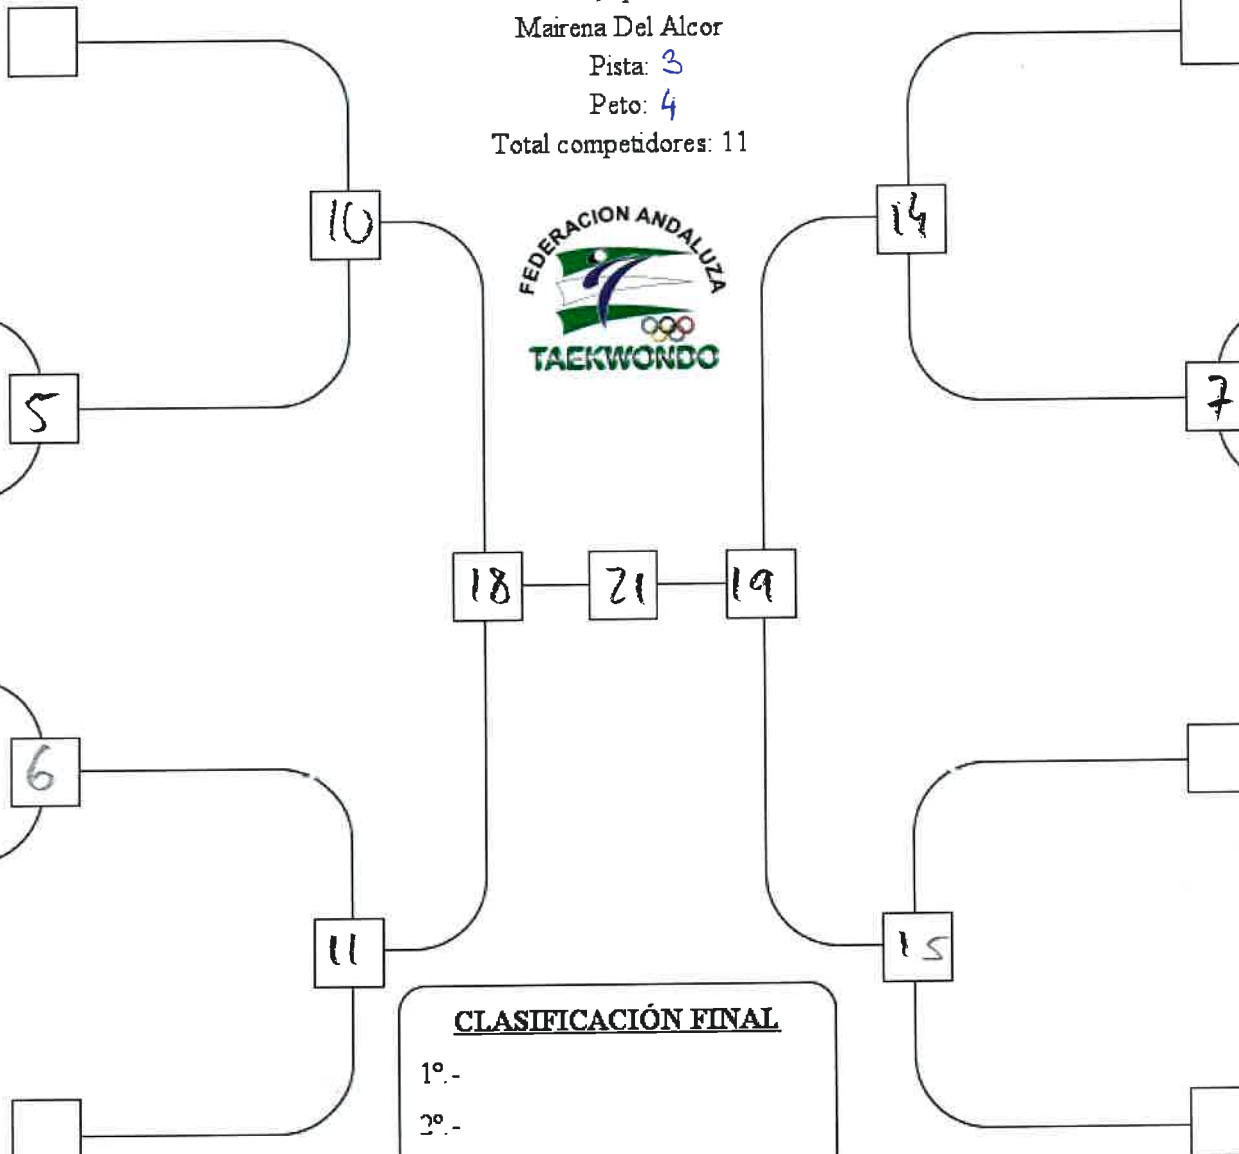 Mairena Del Alcor
Pista: 3
Peto: 4
Total competidores: 11
10
14
FEDERACION ANDALUZA
TAEKWONDO
5
7
18
21
19
6
11
15
CLASIFICACIÓN FINAL
1º.-
2º.-